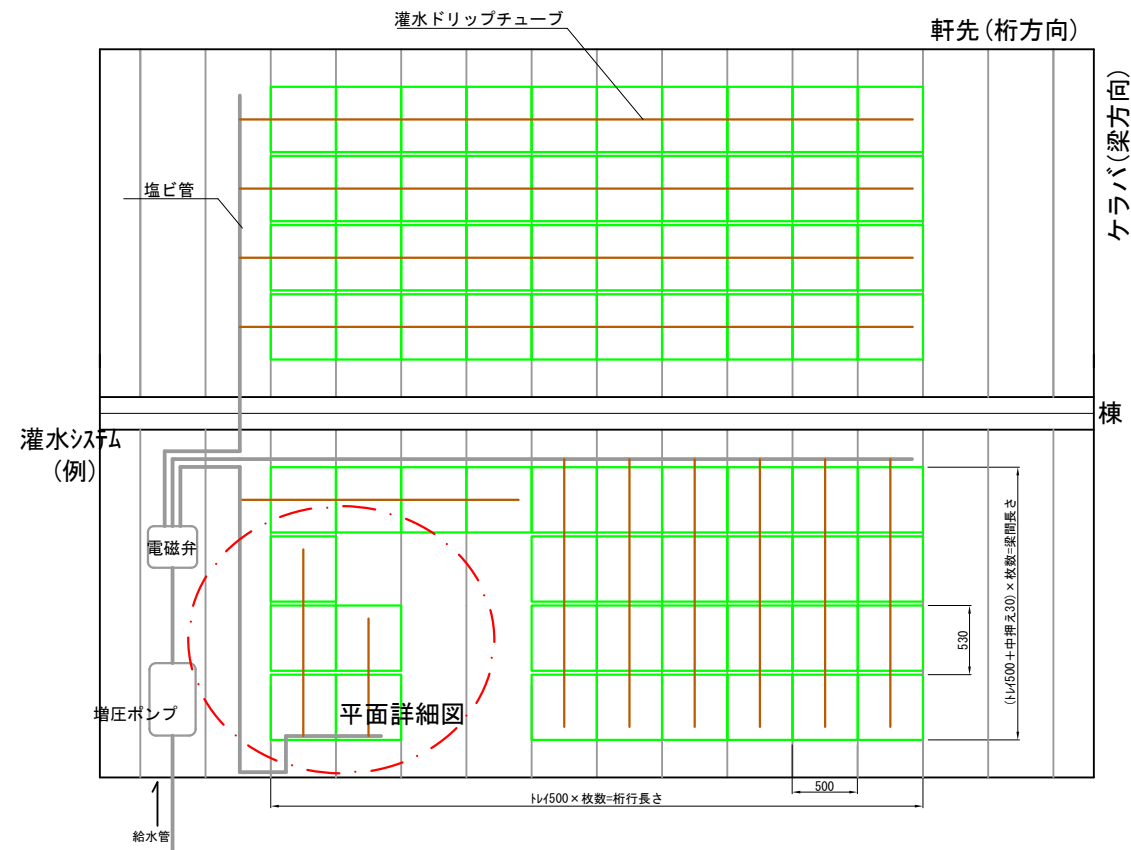 灌水ドリップチューブ
軒先(桁方向)
ケラバ(梁方向)
塩ビ管
棟
灌水システム
(例)
電磁弁
増圧ポンプ
平面詳細図
530
(トレイ500+中押え30)×枚数=梁間長さ
500
トレイ500×枚数=桁行長さ
給水管